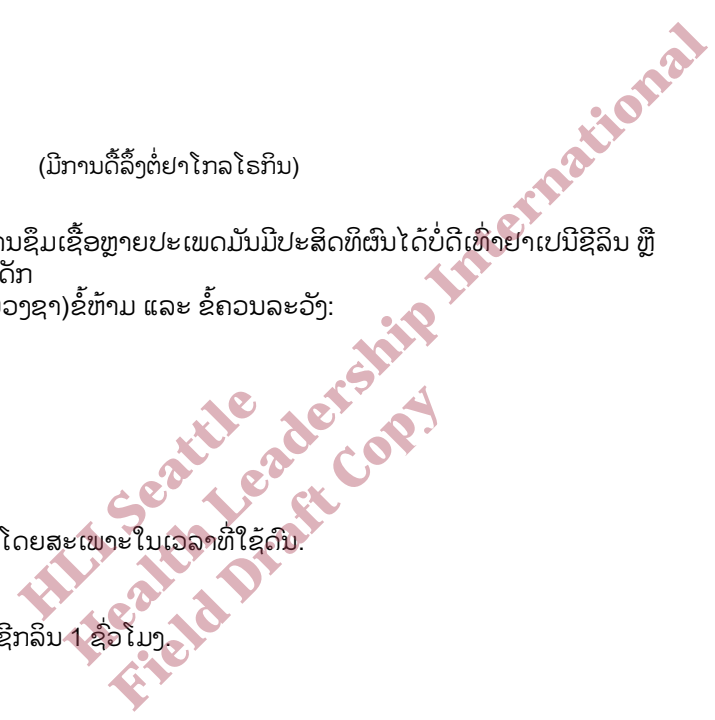 (ມີການດື້ລຶ້ງຕໍ່ຢາໂກລໂຣກິນ)
ານຊຶມເຊື້ອຫຼາຍປະເພດມັນມີປະສິດທິຜົນໄດ້ບໍ່ດີເທົ່າຢາເປນີຊີລິນ ຫຼື
ດັກ
ວງຊາ)ຂໍ້ຫ້າມ ແລະ ຂໍ້ຄວນລະວັງ:
ໂດຍສະເພາະໃນເວລາທີ່ໃຊ້ດົນ.
ຊີກລິນ 1 ຊົ່ວໂມງ.
HLI Seattle
Health Leadership International
Field Draft Copy